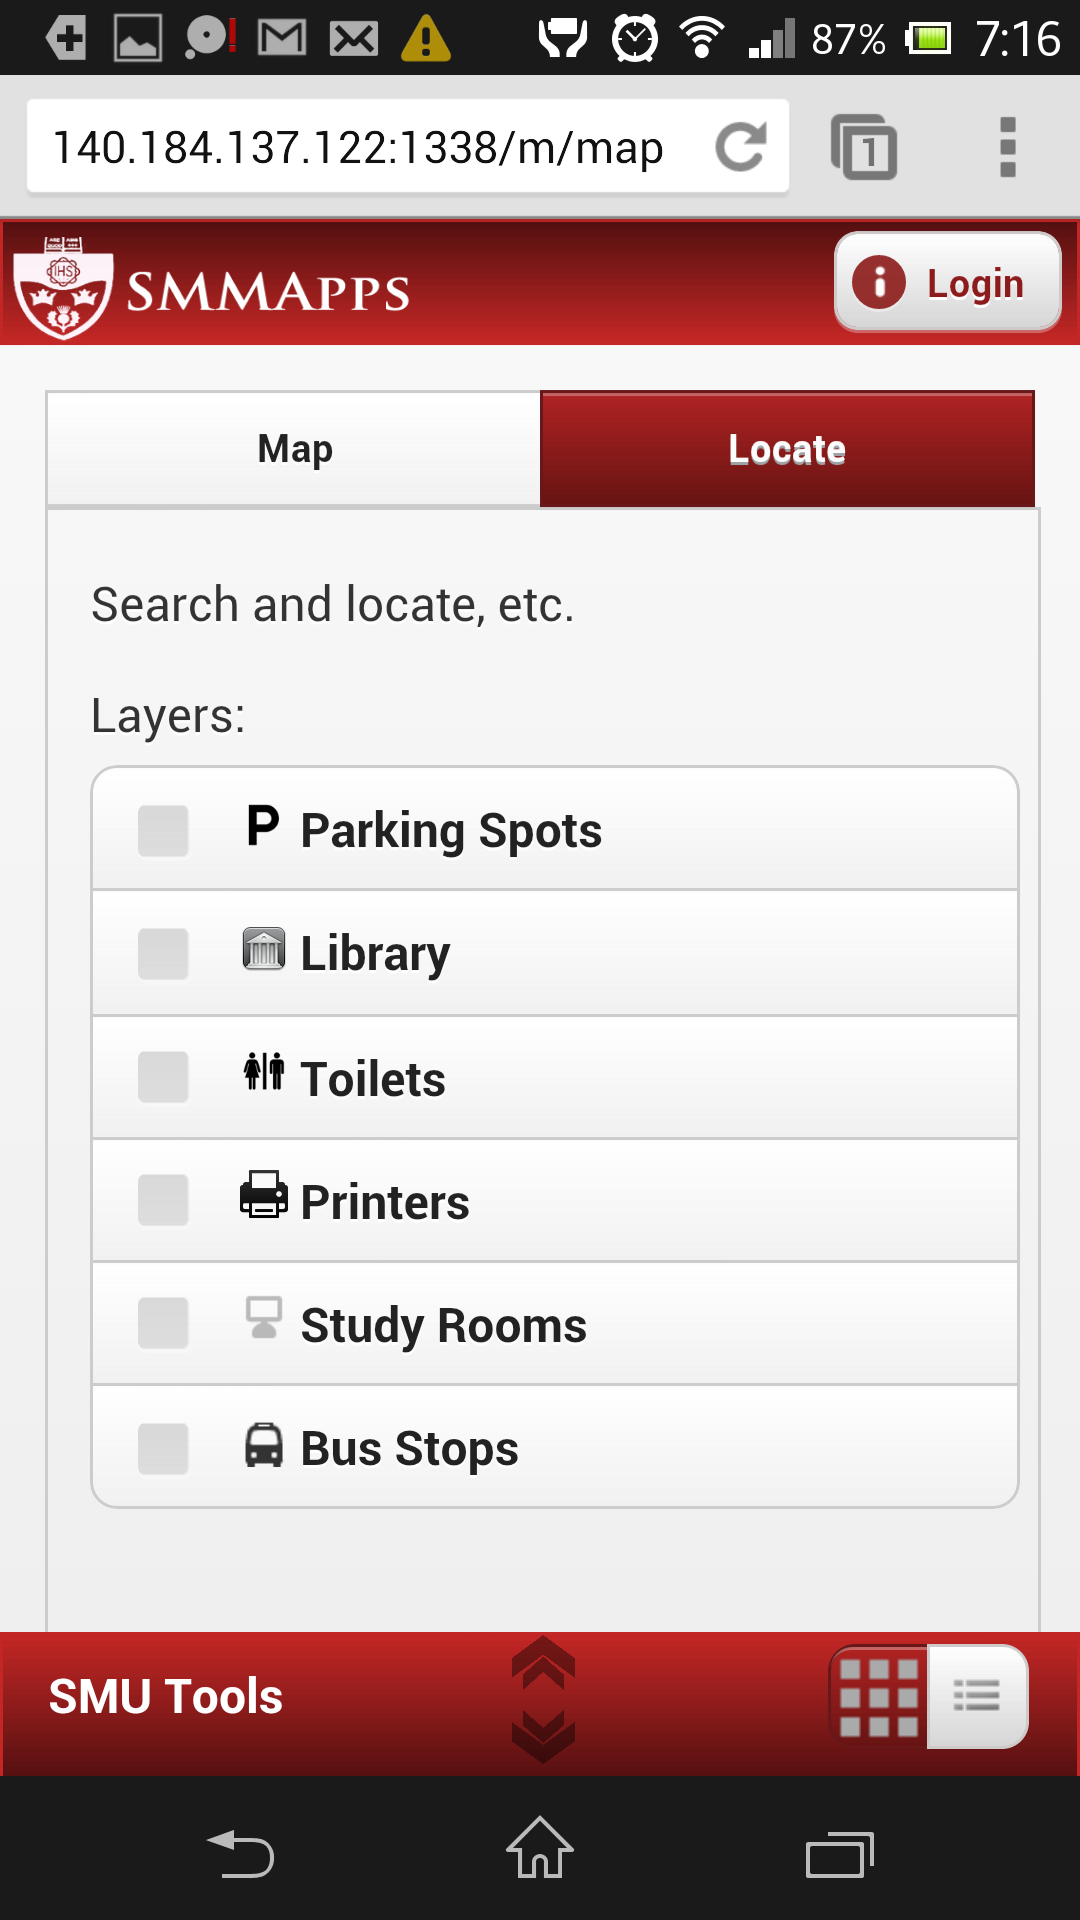 87% 7:16
140.184.137.122:1338/m/map
1
IHS
SMMApps
Login
Map
Locate
Search and locate, etc.
Layers:
P Parking Spots
Library
Toilets
Printers
Study Rooms
Bus Stops
SMU Tools